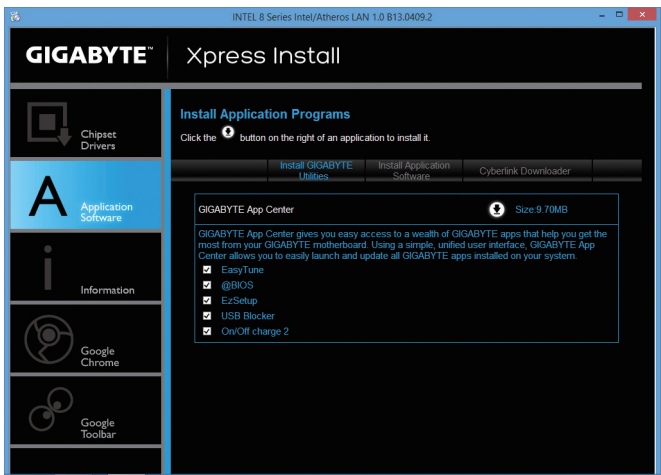 INTEL 8 Series Intel/Atheros LAN 1.0 B13.0409.2
GIGABYTE™
Xpress Install
Chipset
Drivers
Application
Software
Information
Google
Chrome
Google
Toolbar
Install Application Programs
Click the button on the right of an application to install it.
Install GIGABYTE
Utilities
Install Application
Software
Cyberlink Downloader
GIGABYTE App Center
Size:9.70MB
GIGABYTE App Center gives you easy access to a wealth of GIGABYTE apps that help you get the
most from your GIGABYTE motherboard. Using a simple, unified user interface, GIGABYTE App
Center allows you to easily launch and update all GIGABYTE apps installed on your system.
EasyTune
@BIOS
EzSetup
USB Blocker
On/Off charge 2